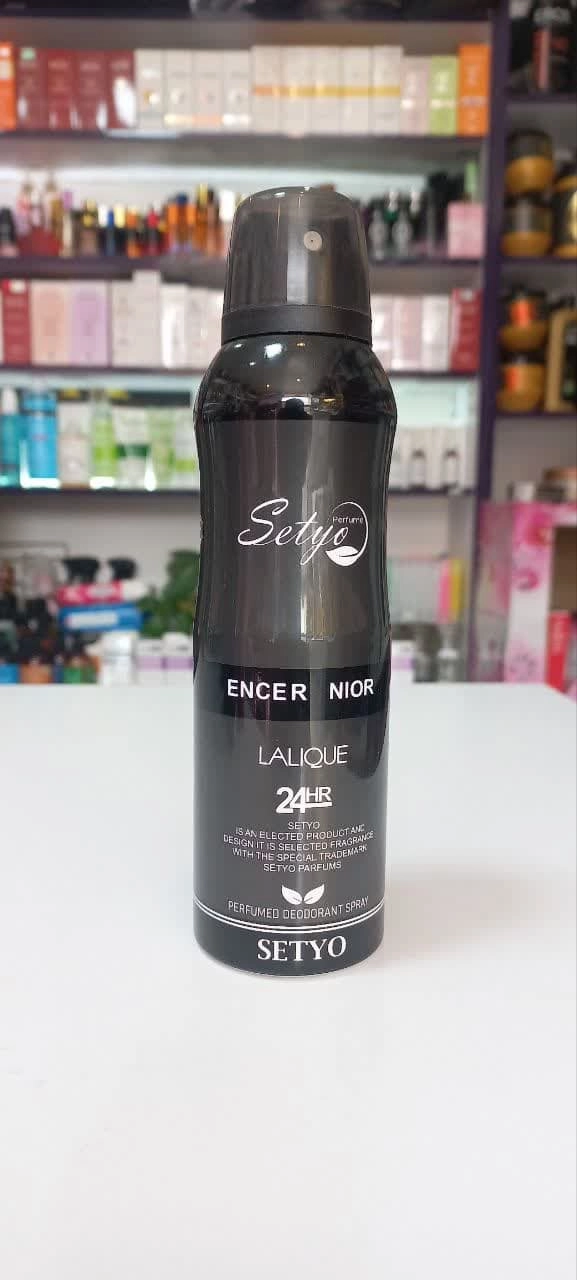 Setyo
Perfume
ENCER NIOR
LALIQUE
24HR
SETYO
IS AN ELECTED PRODUCT AND
DESIGN IT IS SELECTED FRAGRANCE
WITH THE SPECIAL TRADEMARK
SETYO PARFUMS
PERFUMED DEODORANT SPRAY
SETYO